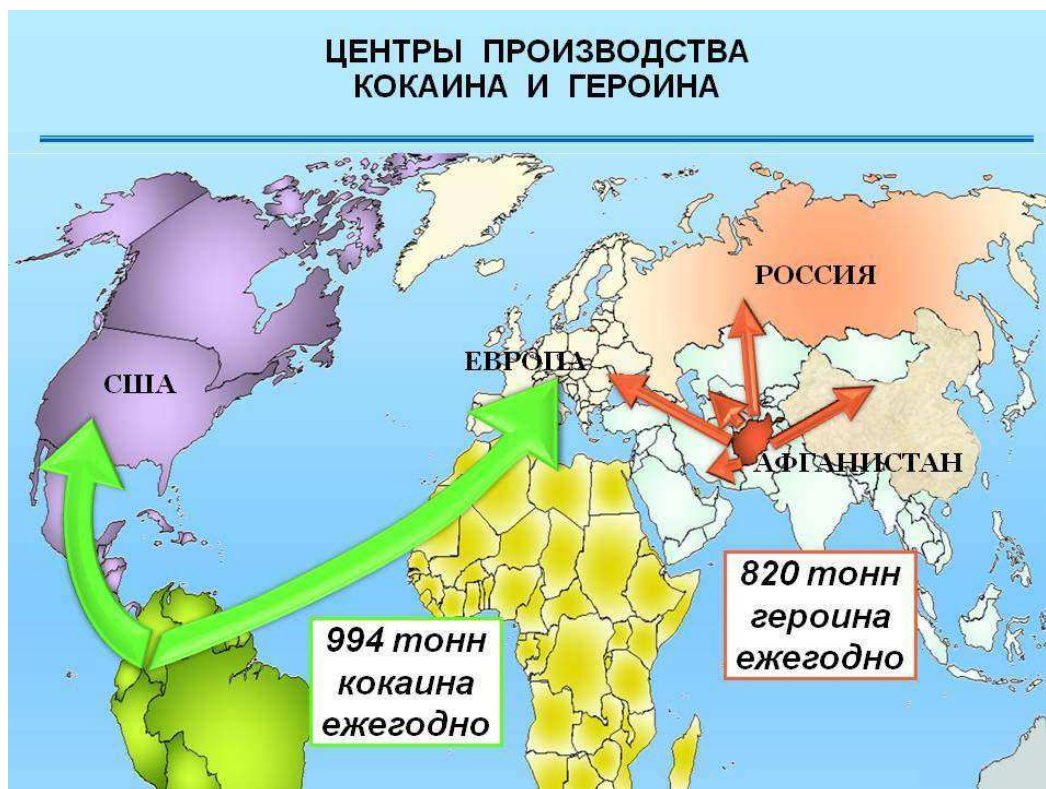 ЦЕНТРЫ ПРОИЗВОДСТВА
КОКАИНА И ГЕРОИНА
РОССИЯ
ЕВРОПА
США
АФГАНИСТАН
820 тонн
героина
ежегодно
994 тонн
кокаина
ежегодно